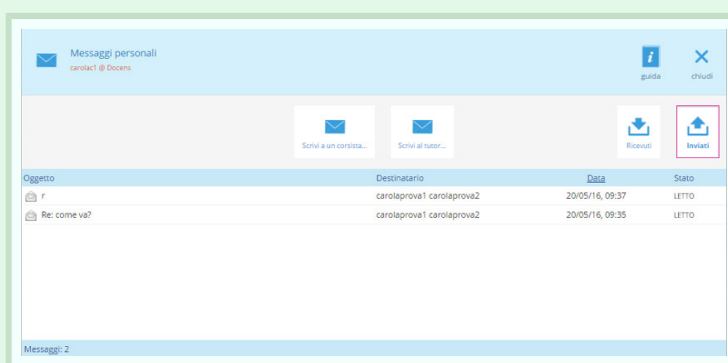 Messaggi personali
carolac1 @ Docens
guida
chiudi
Scrivi a un corsista...
Scrivi al tutor...
Ricevuti
Inviati
Oggetto Destinatario Data Stato
r carolaprova1 carolaprova2 20/05/16, 09:37 LETTO
Re: come va? carolaprova1 carolaprova2 20/05/16, 09:35 LETTO
Messaggi: 2